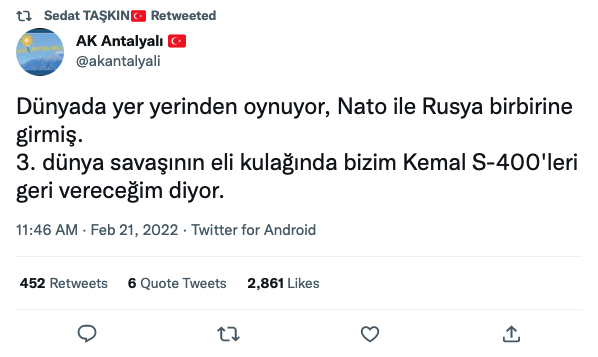 Sedat TAŞKIN🇹🇷 Retweeted
AK Antalyalı 🇹🇷
@akantalyali
Dünyada yer yerinden oynuyor, Nato ile Rusya birbirine
girmiş.
3. dünya savaşının eli kulağında bizim Kemal S-400'leri
geri vereceğim diyor.
11:46 AM · Feb 21, 2022 · Twitter for Android
452 Retweets 6 Quote Tweets 2,861 Likes